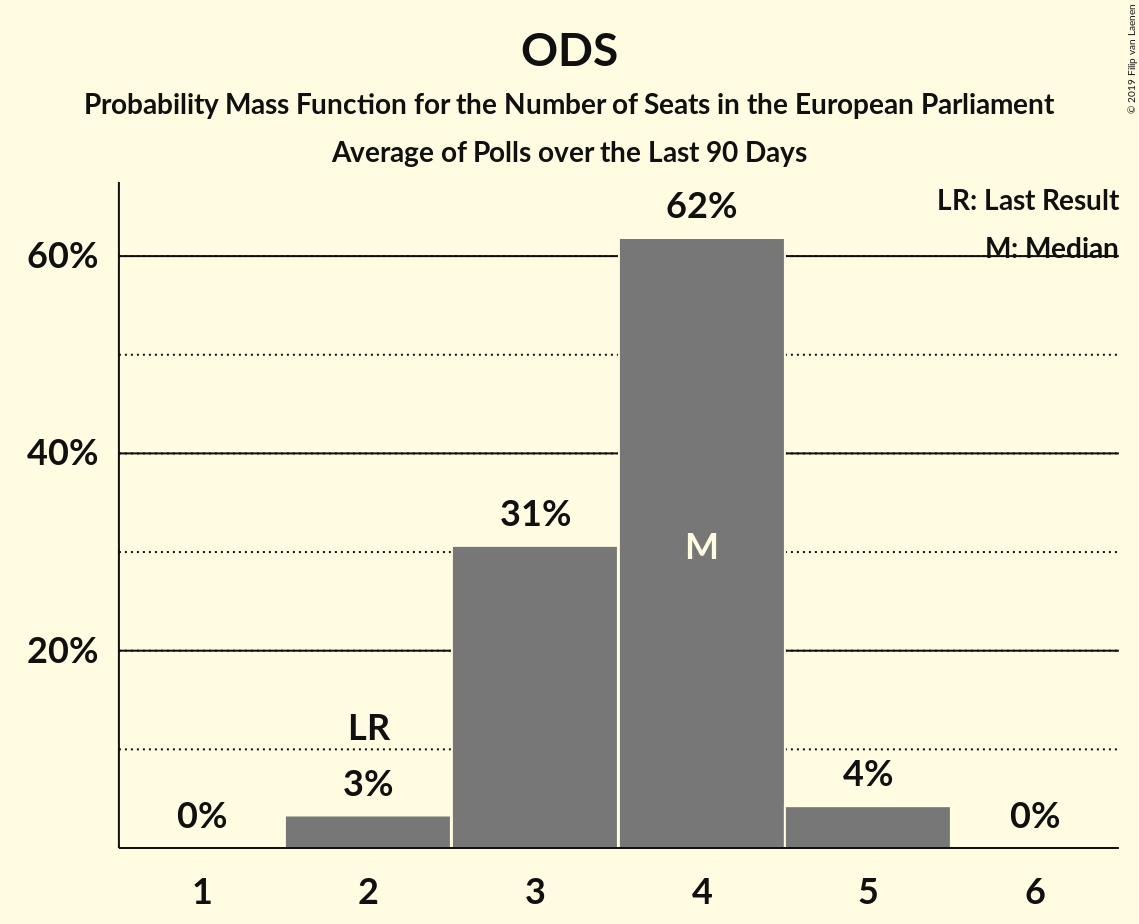 ODS
Probability Mass Function for the Number of Seats in the European Parliament
Average of Polls over the Last 90 Days
© 2019 Filip van Laenen
LR: Last Result
M: Median
62%
60%
40%
31%
M
20%
LR
3%
4%
0%
0%
1 2 3 4 5 6